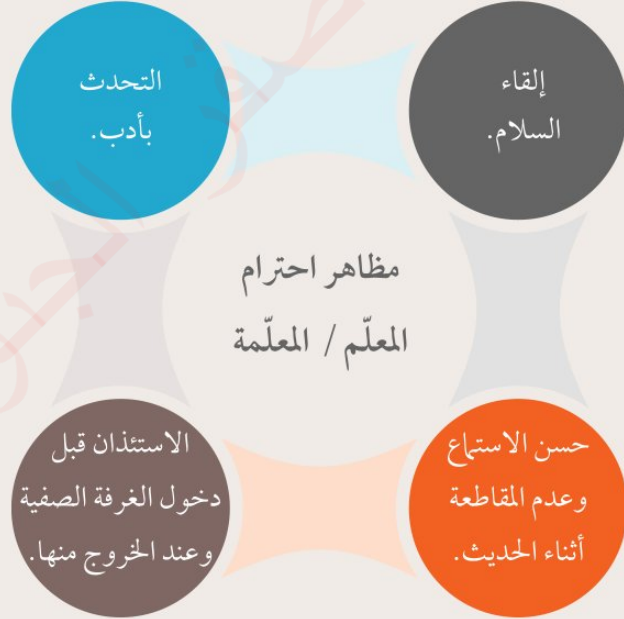 إلقاء
السلام.
التحدث
بأدب.
مظاهر احترام
المعلّم / المعلّمة
حسن الاستماع
وعدم المقاطعة
أثناء الحديث.
الاستئذان قبل
دخول الغرفة الصفية
وعند الخروج منها.